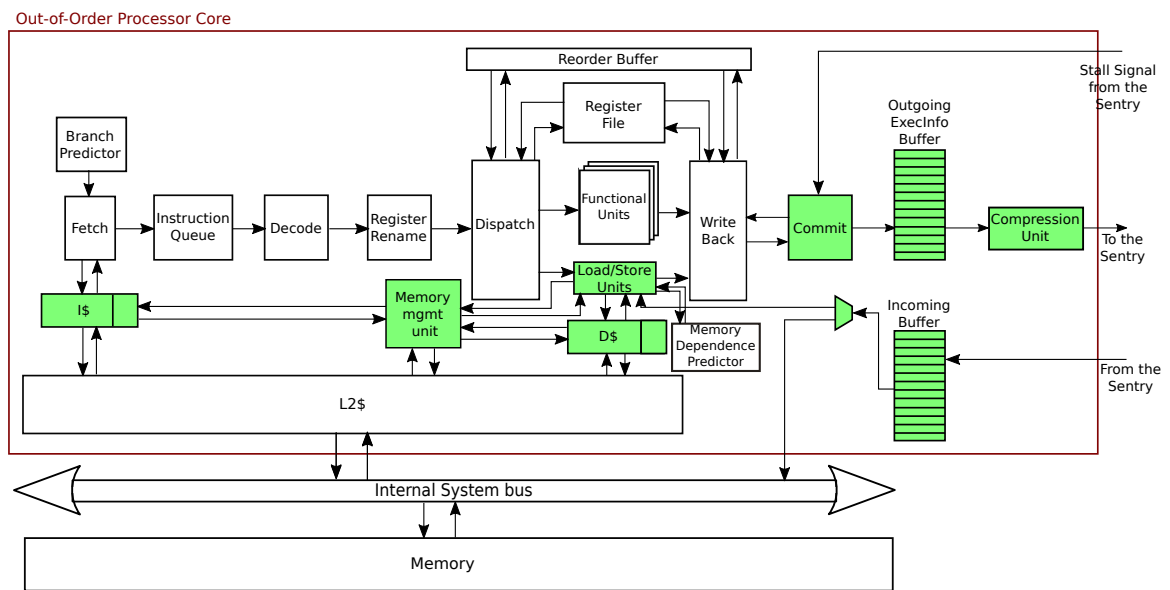 Out-of-Order Processor Core
Reorder Buffer
Stall Signal
from the
Sentry
Register
File
Outgoing
ExecInfo
Buffer
Branch
Predictor
Fetch
Instruction
Queue
Decode
Register
Rename
Dispatch
Functional
Units
Write
Back
Commit
Compression
Unit
To the
Sentry
Load/Store
Units
I$
Memory
mgmt
unit
D$
Memory
Dependence
Predictor
Incoming
Buffer
From the
Sentry
L2$
Internal System bus
Memory